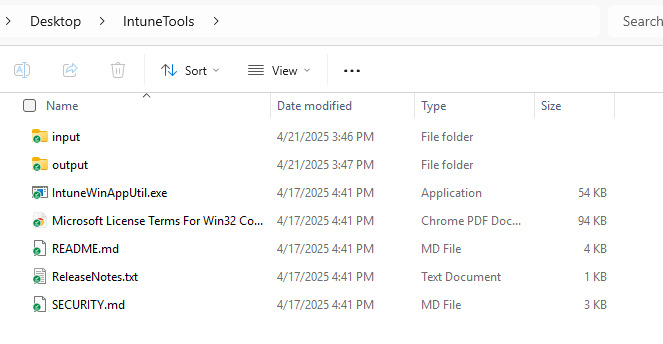 Desktop > IntuneTools >
Search
Sort View
Name Date modified Type Size
input 4/21/2025 3:46 PM File folder
output 4/21/2025 3:47 PM File folder
IntuneWinAppUtil.exe 4/17/2025 4:41 PM Application 54 KB
Microsoft License Terms For Win32 Co... 4/17/2025 4:41 PM Chrome PDF Doc... 94 KB
README.md 4/17/2025 4:41 PM MD File 4 KB
ReleaseNotes.txt 4/17/2025 4:41 PM Text Document 1 KB
SECURITY.md 4/17/2025 4:41 PM MD File 3 KB